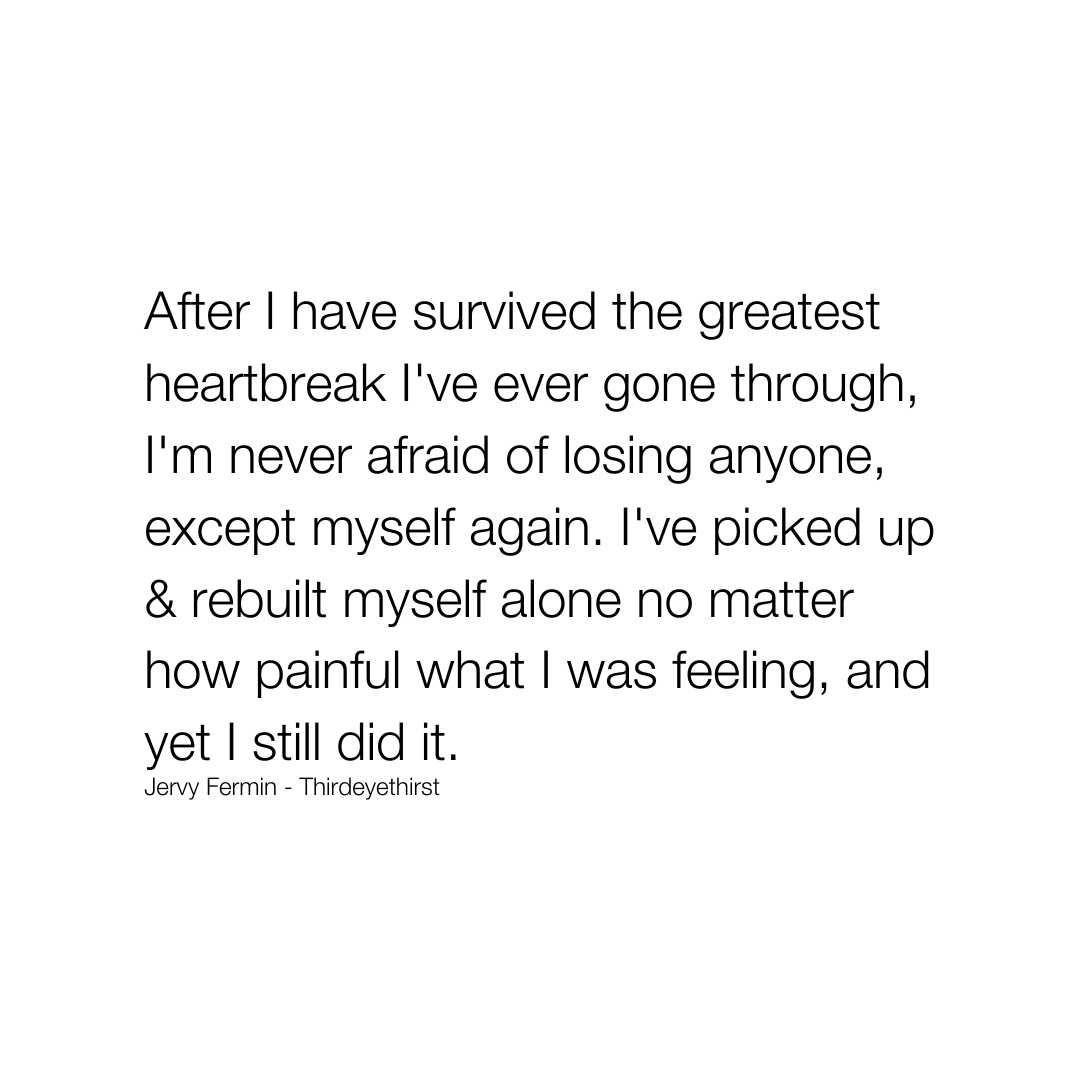 After I have survived the greatest
heartbreak I've ever gone through,
I'm never afraid of losing anyone,
except myself again. I've picked up
& rebuilt myself alone no matter
how painful what I was feeling, and
yet I still did it.
Jervy Fermin - Thirdeyethirst